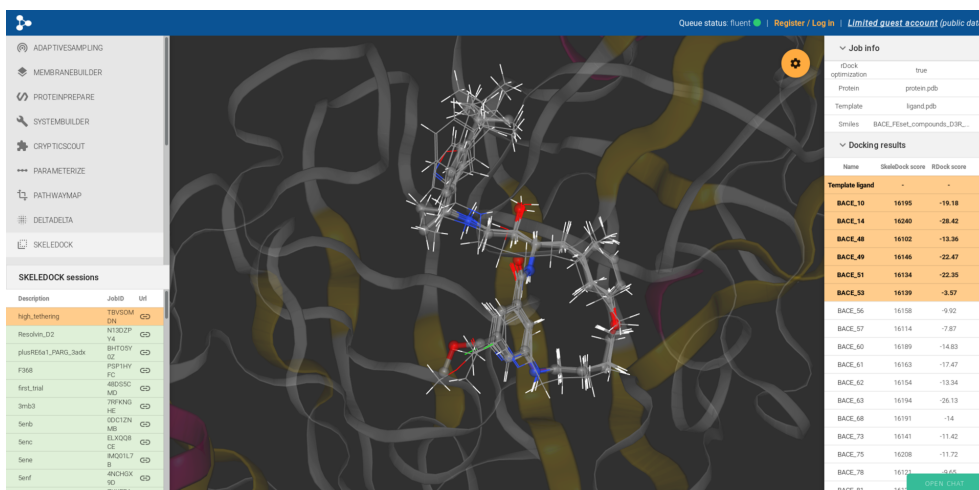 Queue status: fluent | Register / Log in | Limited guest account (public data
ADAPTIVESAMPLING
MEMBRANEBUILDER
PROTEINPREPARE
SYSTEMBUILDER
CRYPTICSCOUT
PARAMETERIZE
PATHWAYMAP
DELTADELTA
SKELEDOCK
SKELEDOCK sessions
Description JobID Url
high_tethering TBVSOM
DN
Resolvin_D2 N13DZP
Y4
plusREtia1_PARG_3adx BHTOSY
0Z
F368 PSP1HY
FC
first_trial 48DS5C
MD
3mb3 7RFKNG
HE
5enb 0DC1ZN
MB
5enc ELXQQ8
CE
5ene IMQ01L7
B
5enf 4NCHGX
9D
Job info
rDock
optimization true
Protein protein.pdb
Template ligand.pdb
Smiles BACE_FEset_compounds_D3R_...
Docking results
Name SkeleDock score RDock score
Template ligand - -
BACE_10 16195 -19.18
BACE_14 16240 -28.42
BACE_48 16102 -13.36
BACE_49 16146 -22.47
BACE_51 16134 -22.35
BACE_53 16139 -3.57
BACE_56 16158 -9.92
BACE_57 16114 -7.87
BACE_60 16189 -14.83
BACE_61 16163 -17.47
BACE_62 16154 -13.34
BACE_63 16194 -26.13
BACE_68 16191 -14
BACE_73 16141 -11.42
BACE_75 16208 -11.72
BACE_78 16121 -9.65
OPEN CHAT